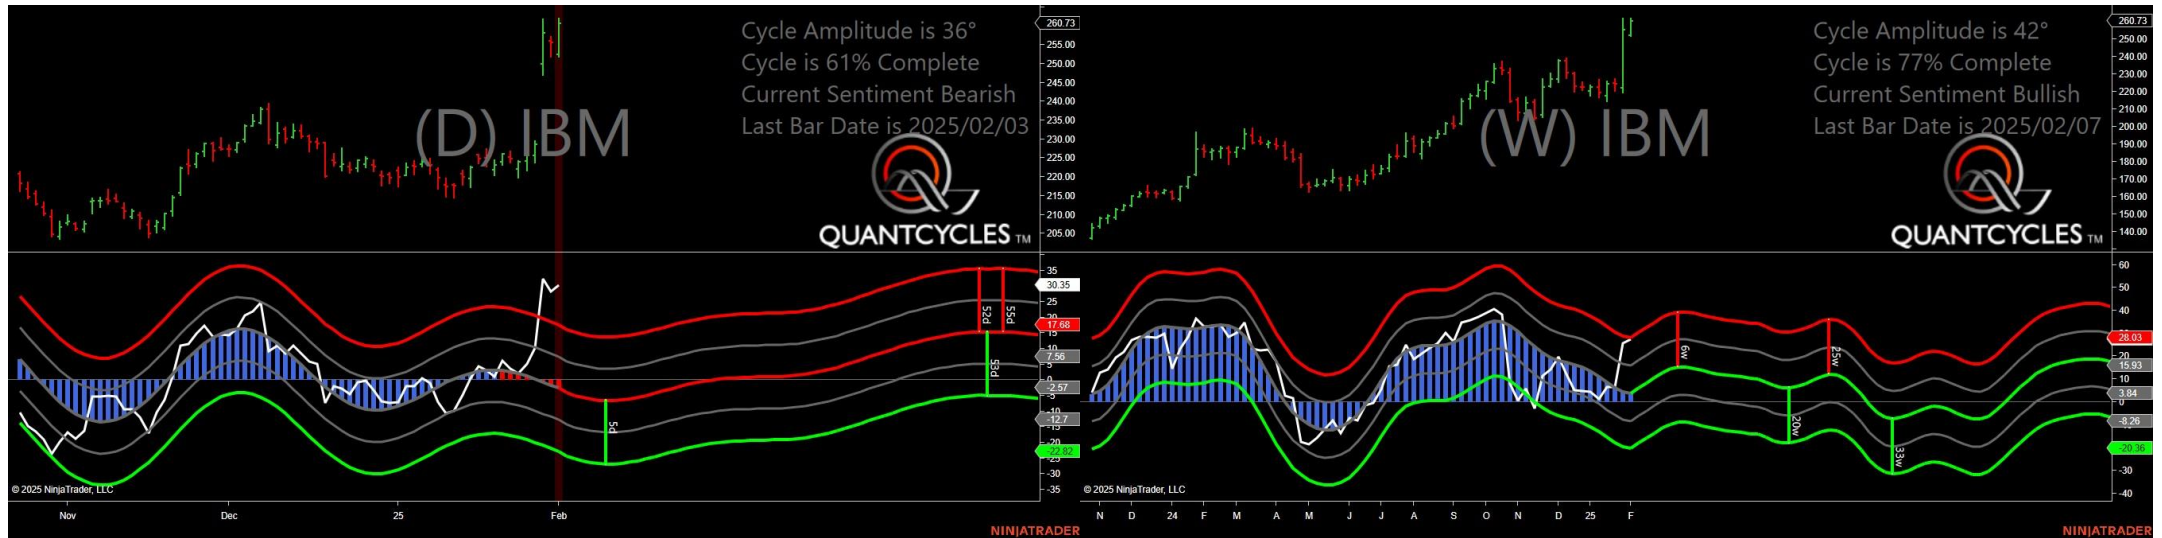 Cycle Amplitude is 36°
Cycle is 61% Complete
Current Sentiment Bearish
Last Bar Date is 2025/02/03
(D) IBM
QUANTCYCLES TM
260.73
255.00
250.00
245.00
240.00
235.00
230.00
225.00
220.00
215.00
210.00
205.00
35
30.35
25
17.68
15
10
7.56
5
0
-2.57
-5
-10
-12.7
-15
-20
-22.82
-25
-30
-35
5d
52d
53d
55d
© 2025 NinjaTrader, LLC
Nov
Dec
25
Feb
NINJATRADER
Cycle Amplitude is 42°
Cycle is 77% Complete
Current Sentiment Bullish
Last Bar Date is 2025/02/07
(W) IBM
QUANTCYCLES TM
260.73
250.00
240.00
230.00
220.00
210.00
200.00
190.00
180.00
170.00
160.00
150.00
140.00
60
50
40
28.03
20
15.93
10
3.84
0
-8.26
-20.36
-30
-40
6w
20w
25w
33w
© 2025 NinjaTrader, LLC
N D 24 F M A M J J A S O N D 25 F
NINJATRADER